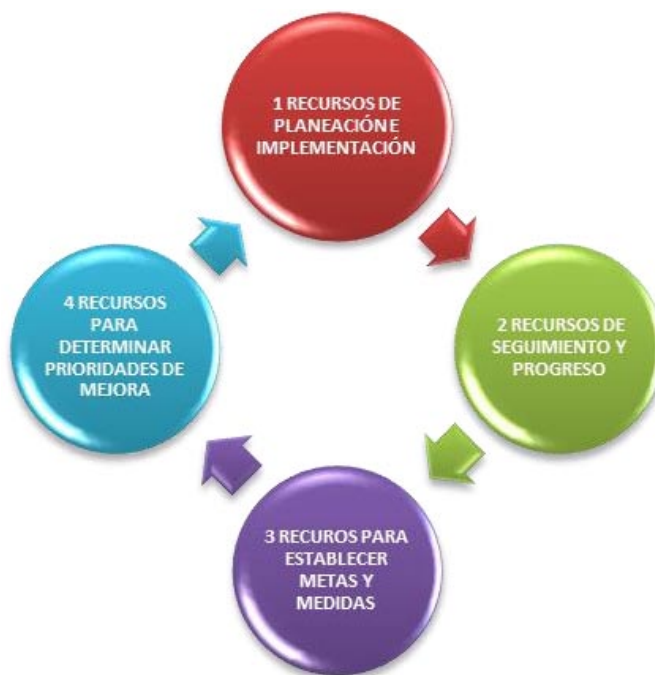 1 RECURSOS DE
PLANEACIÓN E
IMPLEMENTACIÓN
2 RECURSOS DE
SEGUIMIENTO Y
PROGRESO
3 RECUROS PARA
ESTABLECER
METAS Y
MEDIDAS
4 RECURSOS
PARA
DETERMINAR
PRIORIDADES DE
MEJORA